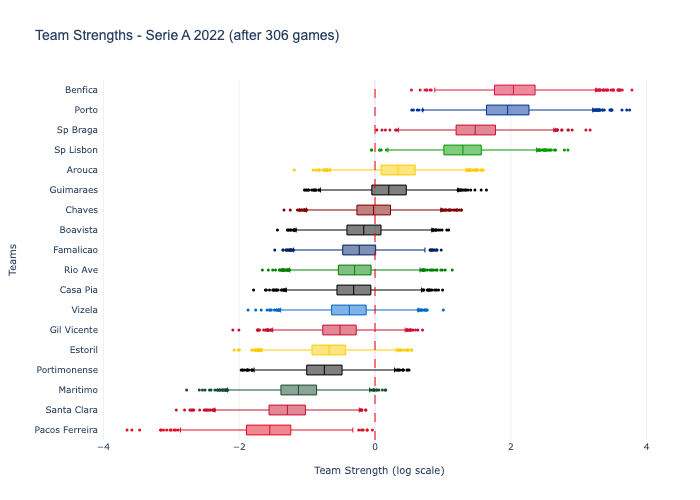 Team Strengths - Serie A 2022 (after 306 games)
Benfica
Porto
Sp Braga
Sp Lisbon
Arouca
Guimaraes
Chaves
Boavista
Famalicao
Rio Ave
Casa Pia
Vizela
Gil Vicente
Estoril
Portimonense
Maritimo
Santa Clara
Pacos Ferreira
Teams
−4 −2 0 2 4
Team Strength (log scale)